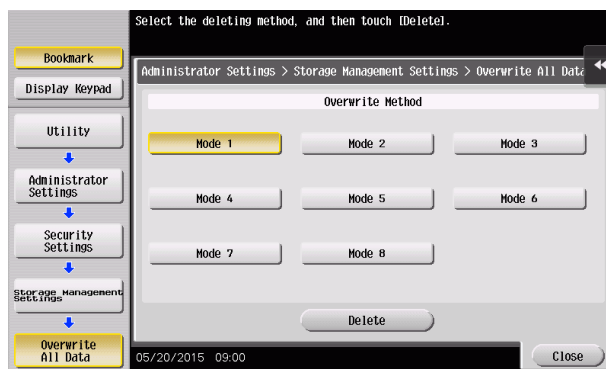 Select the deleting method, and then touch [Delete].
Bookmark
Display Keypad
Utility
Administrator
Settings
Security
Settings
Storage Management
Settings
Overwrite
All Data
Administrator Settings > Storage Management Settings > Overwrite All Data
Overwrite Method
Mode 1 Mode 2 Mode 3
Mode 4 Mode 5 Mode 6
Mode 7 Mode 8
Delete
05/20/2015 09:00
Close